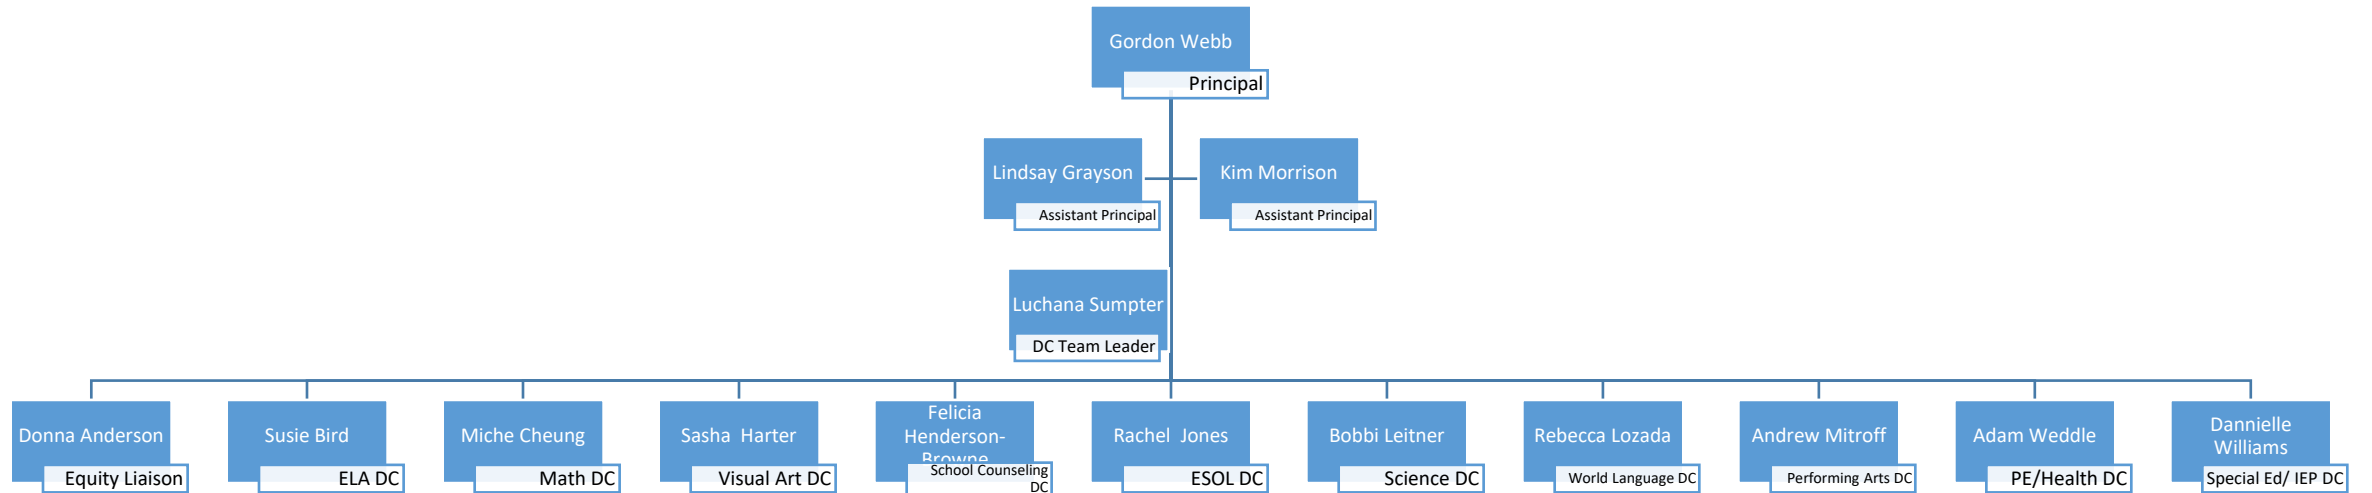 Gordon Webb
Principal
Lindsay Grayson
Assistant Principal
Kim Morrison
Assistant Principal
Luchana Sumpter
DC Team Leader
Donna Anderson
Equity Liaison
Susie Bird
ELA DC
Miche Cheung
Math DC
Sasha Harter
Visual Art DC
Felicia
Henderson-
Browne
School Counseling
DC
Rachel Jones
ESOL DC
Bobbi Leitner
Science DC
Rebecca Lozada
World Language DC
Andrew Mitroff
Performing Arts DC
Adam Weddle
PE/Health DC
Dannielle
Williams
Special Ed/ IEP DC